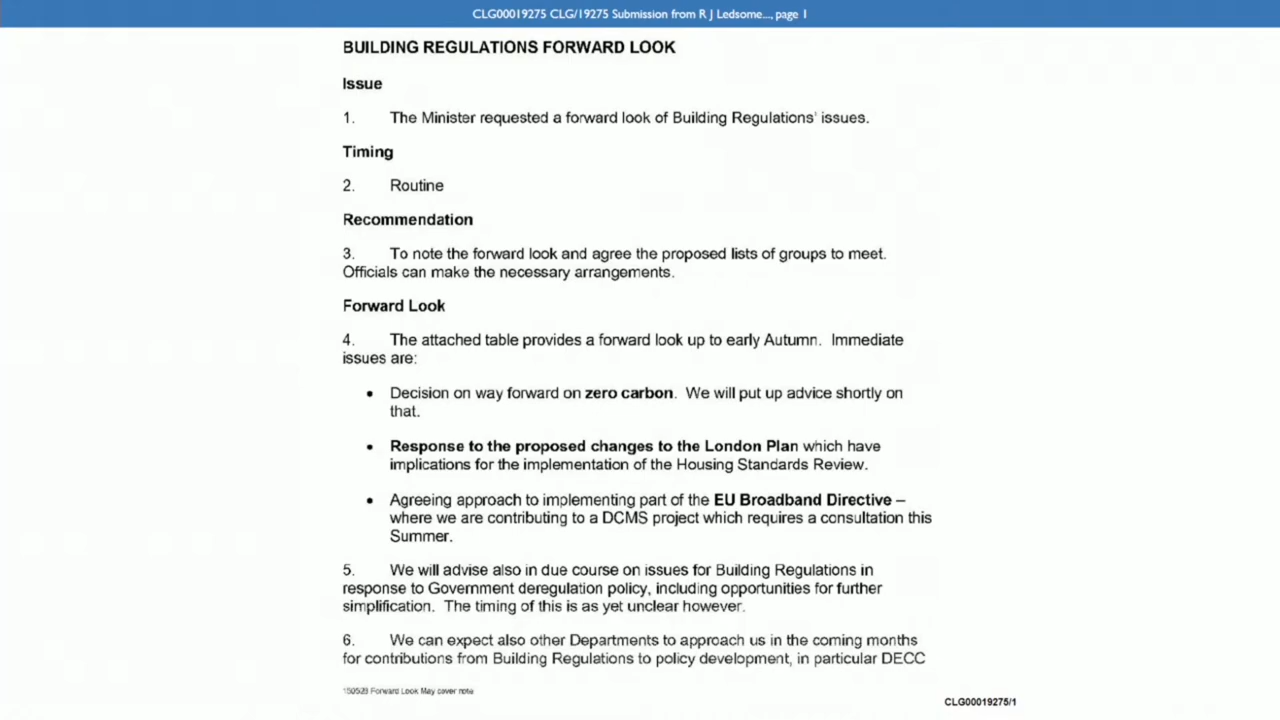 CLG00019275 CLG/19275 Submission from R J Ledsome..., page 1
BUILDING REGULATIONS FORWARD LOOK
Issue
1. The Minister requested a forward look of Building Regulations' issues.
Timing
2. Routine
Recommendation
3. To note the forward look and agree the proposed lists of groups to meet.
Officials can make the necessary arrangements.
Forward Look
4. The attached table provides a forward look up to early Autumn. Immediate
issues are:
• Decision on way forward on zero carbon. We will put up advice shortly on
that.
• Response to the proposed changes to the London Plan which have
implications for the implementation of the Housing Standards Review.
• Agreeing approach to implementing part of the EU Broadband Directive –
where we are contributing to a DCMS project which requires a consultation this
Summer.
5. We will advise also in due course on issues for Building Regulations in
response to Government deregulation policy, including opportunities for further
simplification. The timing of this is as yet unclear however.
6. We can expect also other Departments to approach us in the coming months
for contributions from Building Regulations to policy development, in particular DECC
Forward Look May cover note
CLG00019275/1